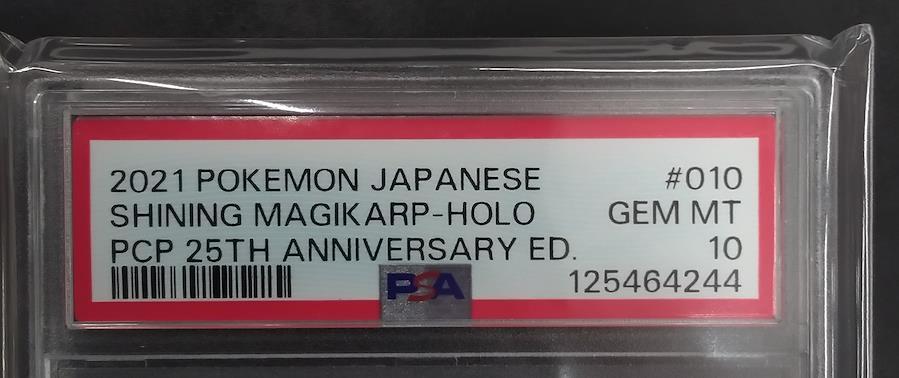 2021 POKEMON JAPANESE #010
SHINING MAGIKARP-HOLO GEM MT
PCP 25TH ANNIVERSARY ED. 10
PSA 125464244